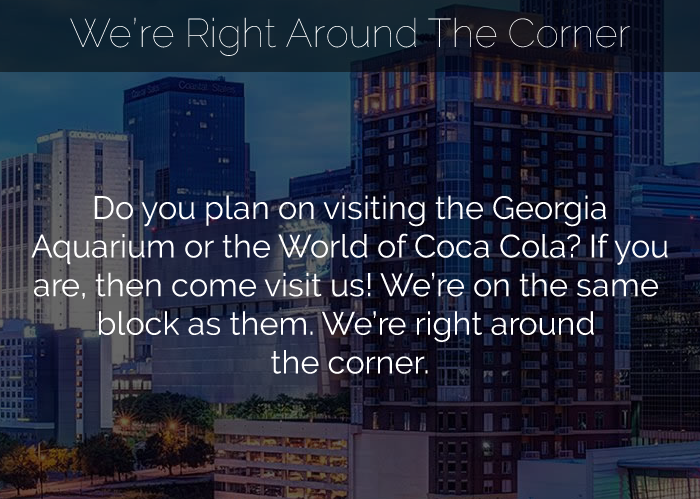 We're Right Around The Corner
Do you plan on visiting the Georgia
Aquarium or the World of Coca Cola? If you
are, then come visit us! We're on the same
block as them. We're right around
the corner.